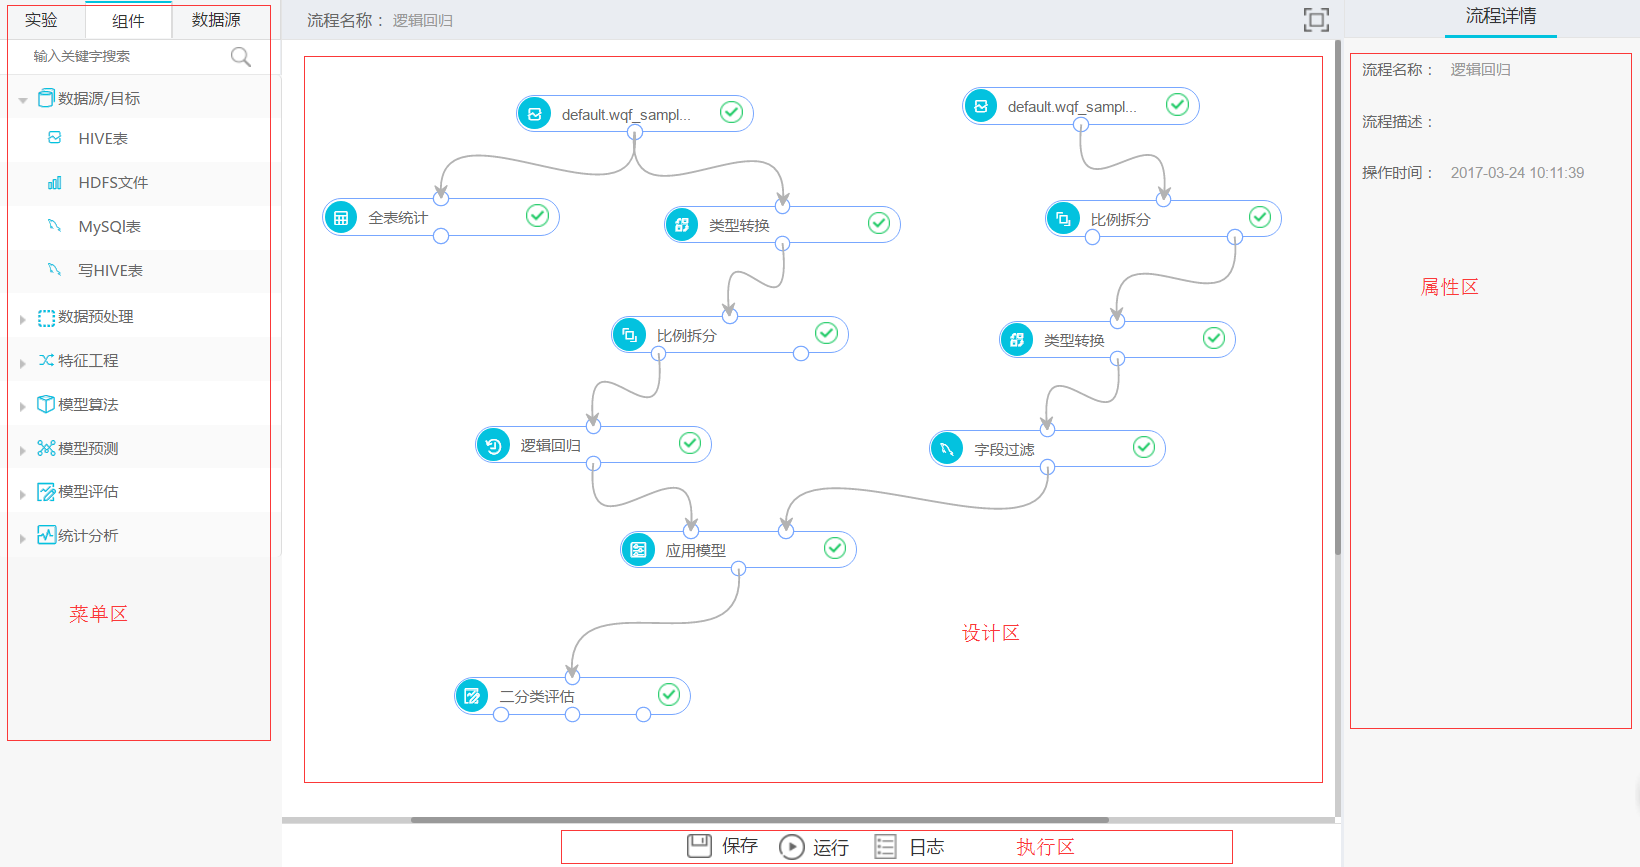 实验 组件 数据源
输入关键字搜索
数据源/目标
HIVE表
HDFS文件
MySQl表
写HIVE表
数据预处理
特征工程
模型算法
模型预测
模型评估
统计分析
菜单区
流程名称： 逻辑回归
default.wqf_sampl... default.wqf_sampl...
全表统计 类型转换 比例拆分
比例拆分 类型转换
逻辑回归 字段过滤
应用模型
设计区
二分类评估
保存 运行 日志 执行区
流程详情
流程名称： 逻辑回归
流程描述：
操作时间： 2017-03-24 10:11:39
属性区